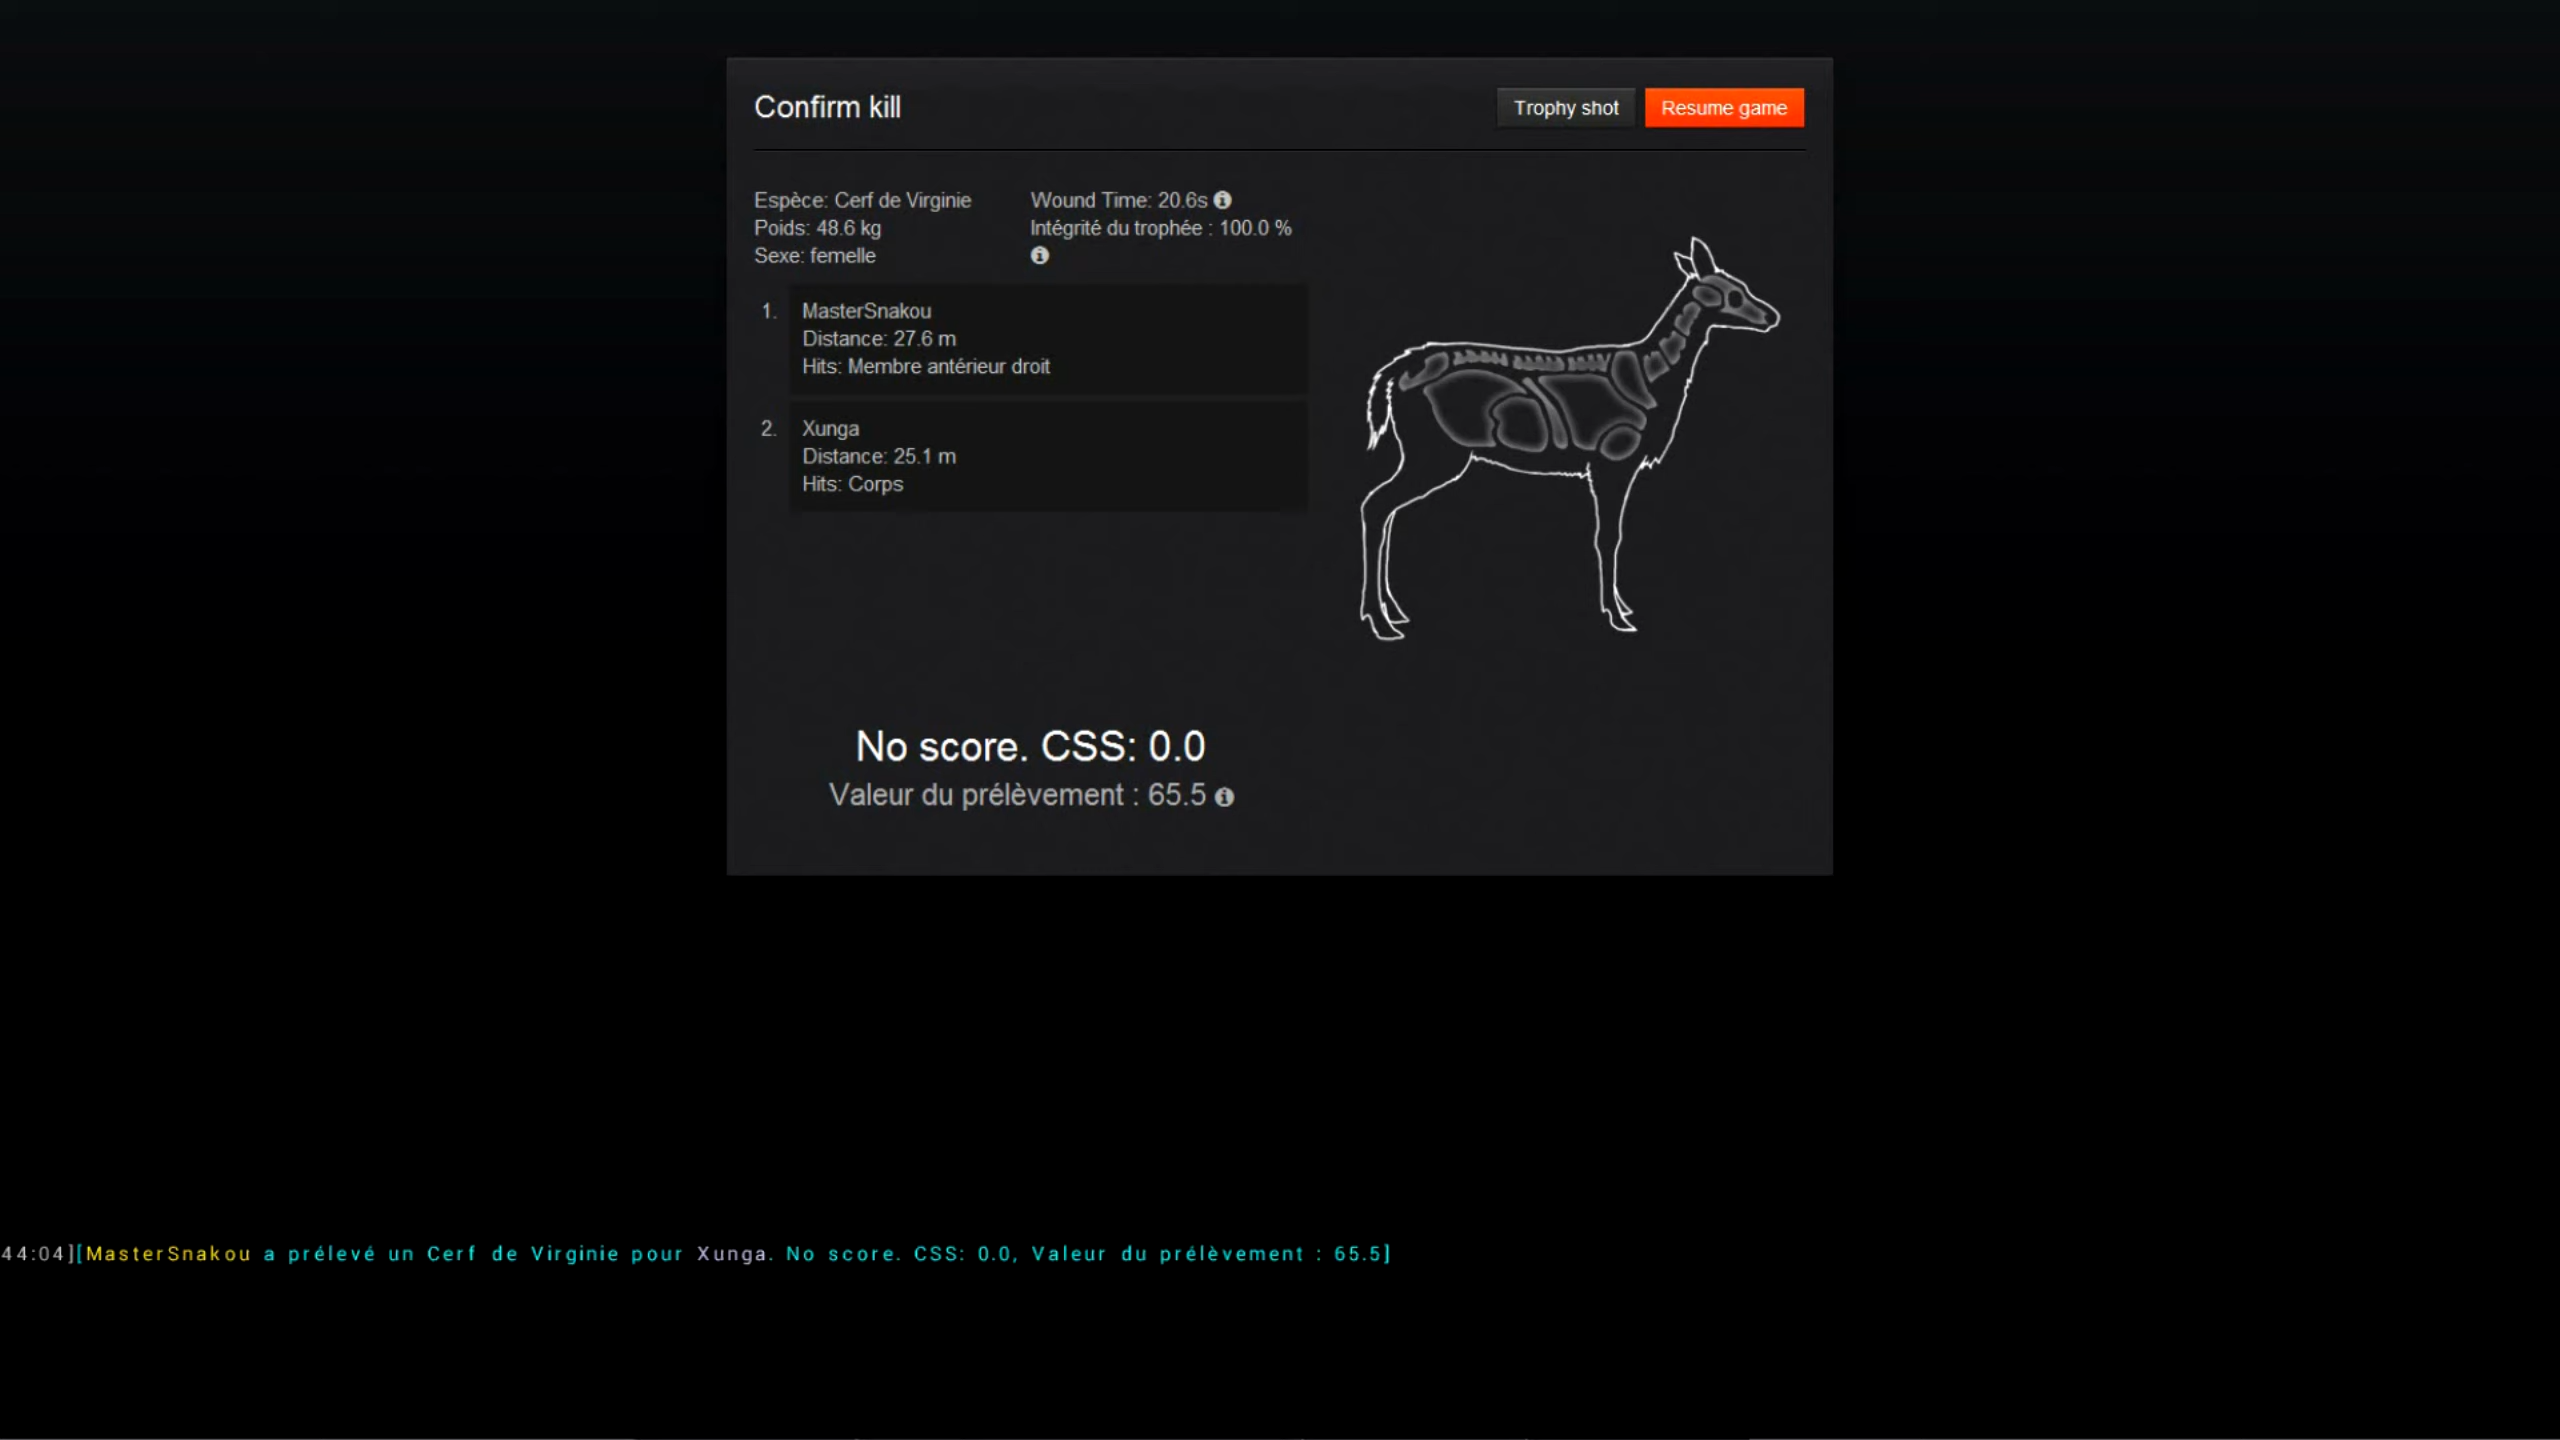 Confirm kill
Trophy shot
Resume game
Espèce: Cerf de Virginie
Poids: 48.6 kg
Sexe: femelle
Wound Time: 20.6s
Intégrité du trophée : 100.0 %
1.
MasterSnakou
Distance: 27.6 m
Hits: Membre antérieur droit
2.
Xunga
Distance: 25.1 m
Hits: Corps
No score. CSS: 0.0
Valeur du prélèvement : 65.5
44:04][MasterSnakou a prélevé un Cerf de Virginie pour Xunga. No score. CSS: 0.0, Valeur du prélèvement : 65.5]